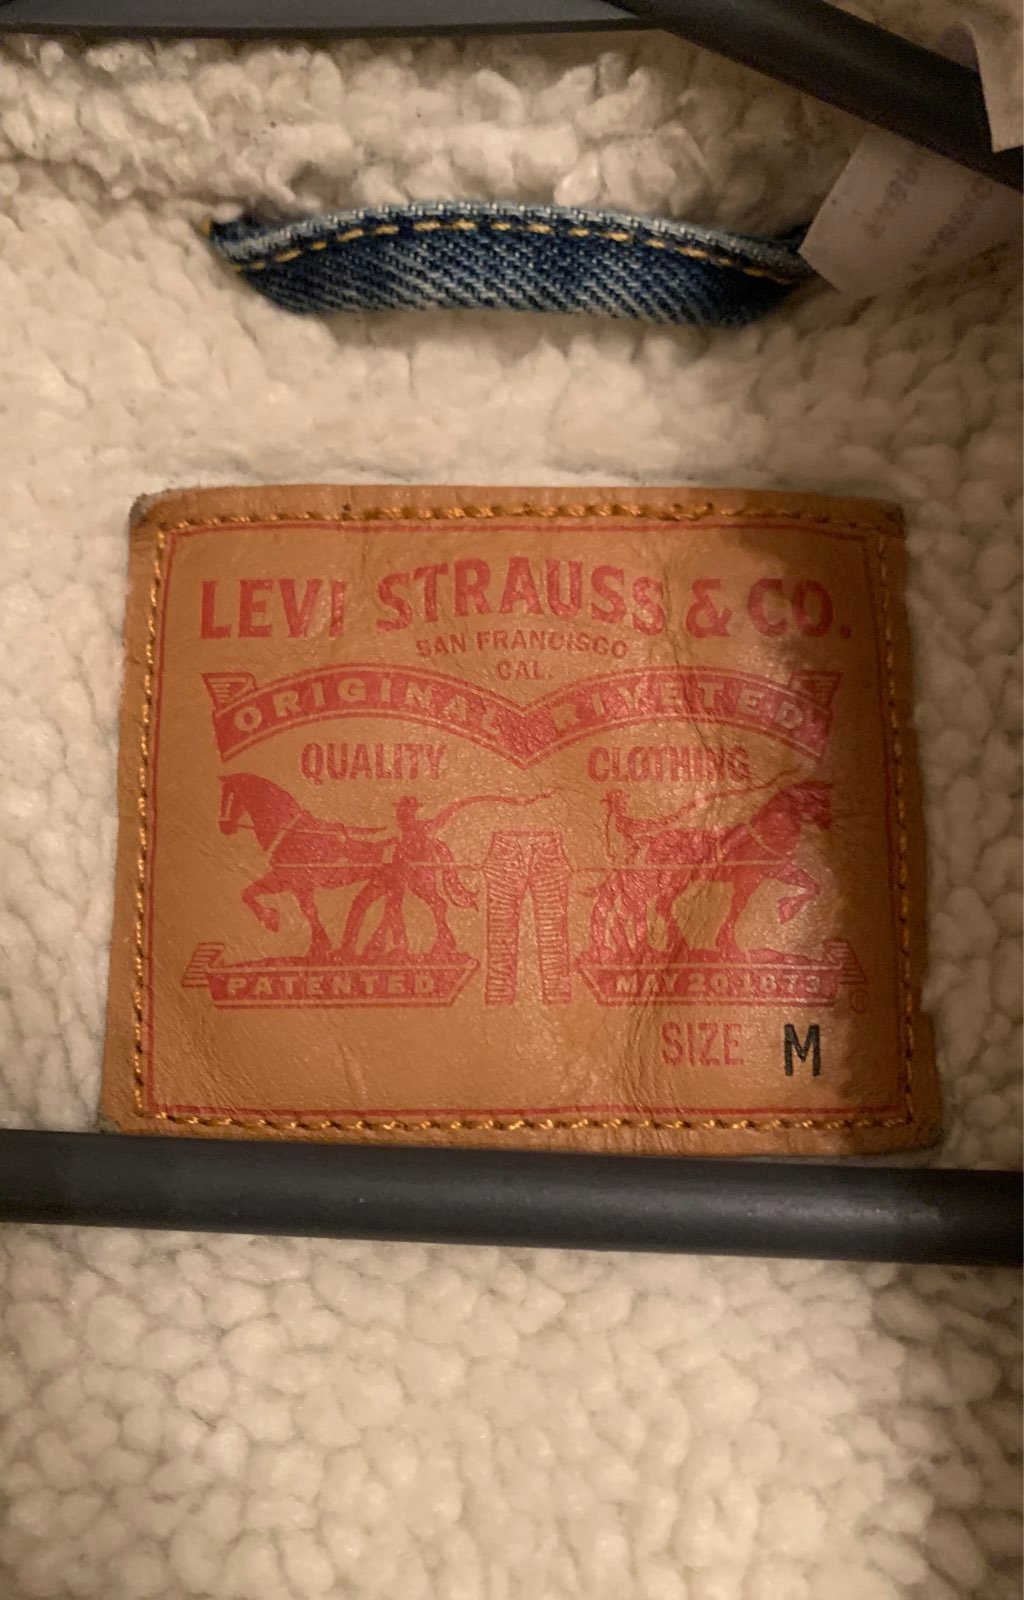 LEVI STRAUSS & CO.
SAN FRANCISCO
CAL.
ORIGINAL RIVETED
QUALITY CLOTHING
PATENTED MAY 20 1873 ©
SIZE M